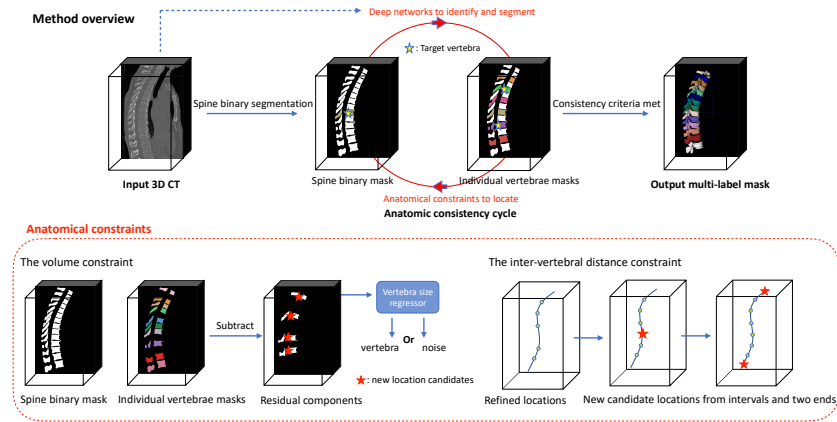 Method overview
Deep networks to identify and segment
: Target vertebra
Spine binary segmentation
Consistency criteria met
Input 3D CT
Spine binary mask
Individual vertebrae masks
Output multi-label mask
Anatomical constraints to locate
Anatomic consistency cycle
Anatomical constraints
The volume constraint
The inter-vertebral distance constraint
Vertebra size
regressor
Subtract
vertebra
Or
noise
: new location candidates
Spine binary mask
Individual vertebrae masks
Residual components
Refined locations
New candidate locations from intervals and two ends